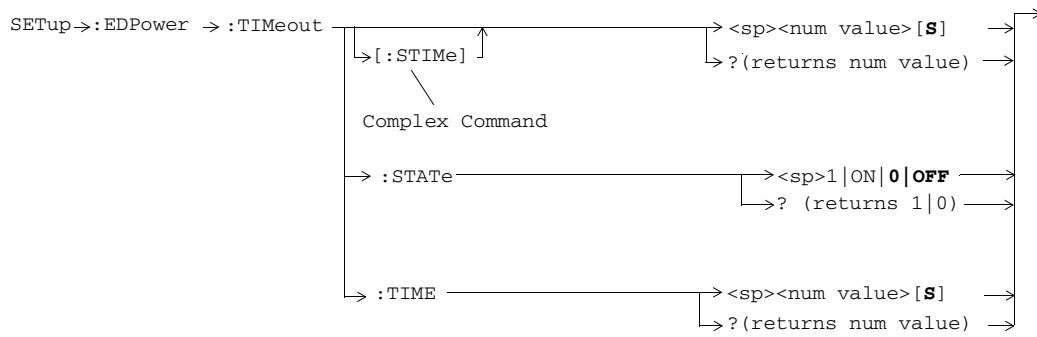 SETup :EDPower :TIMeout <sp><num value>[S]
[:STIMe] ?(returns num value)
Complex Command
:STATe <sp>1|ON|0|OFF
? (returns 1|0)
:TIME <sp><num value>[S]
?(returns num value)